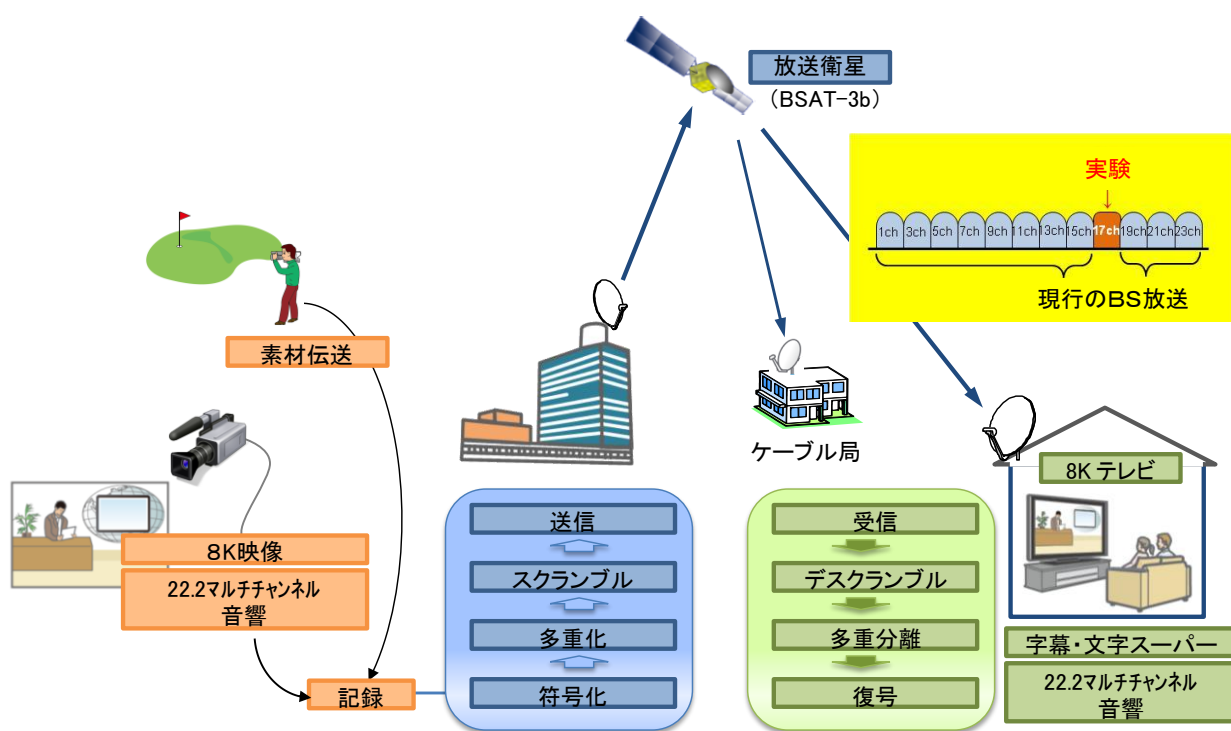 放送衛星
（BSAT-3b）
実験
↓
1ch 3ch 5ch 7ch 9ch 11ch 13ch 15ch 17ch 19ch 21ch 23ch
現行のBS放送
素材伝送
ケーブル局
8K テレビ
8K映像
22.2マルチチャンネル
音響
記録
送信
スクランブル
多重化
符号化
受信
デスクランブル
多重分離
復号
字幕・文字スーパー
22.2マルチチャンネル
音響